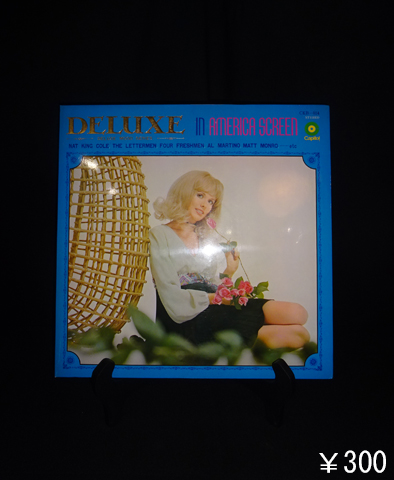 DELUXE IN AMERICA SCREEN
Capitol
NAT KING COLE THE LETTERMEN FOUR FRESHMEN AL MARTINO MATT MONRO
¥300